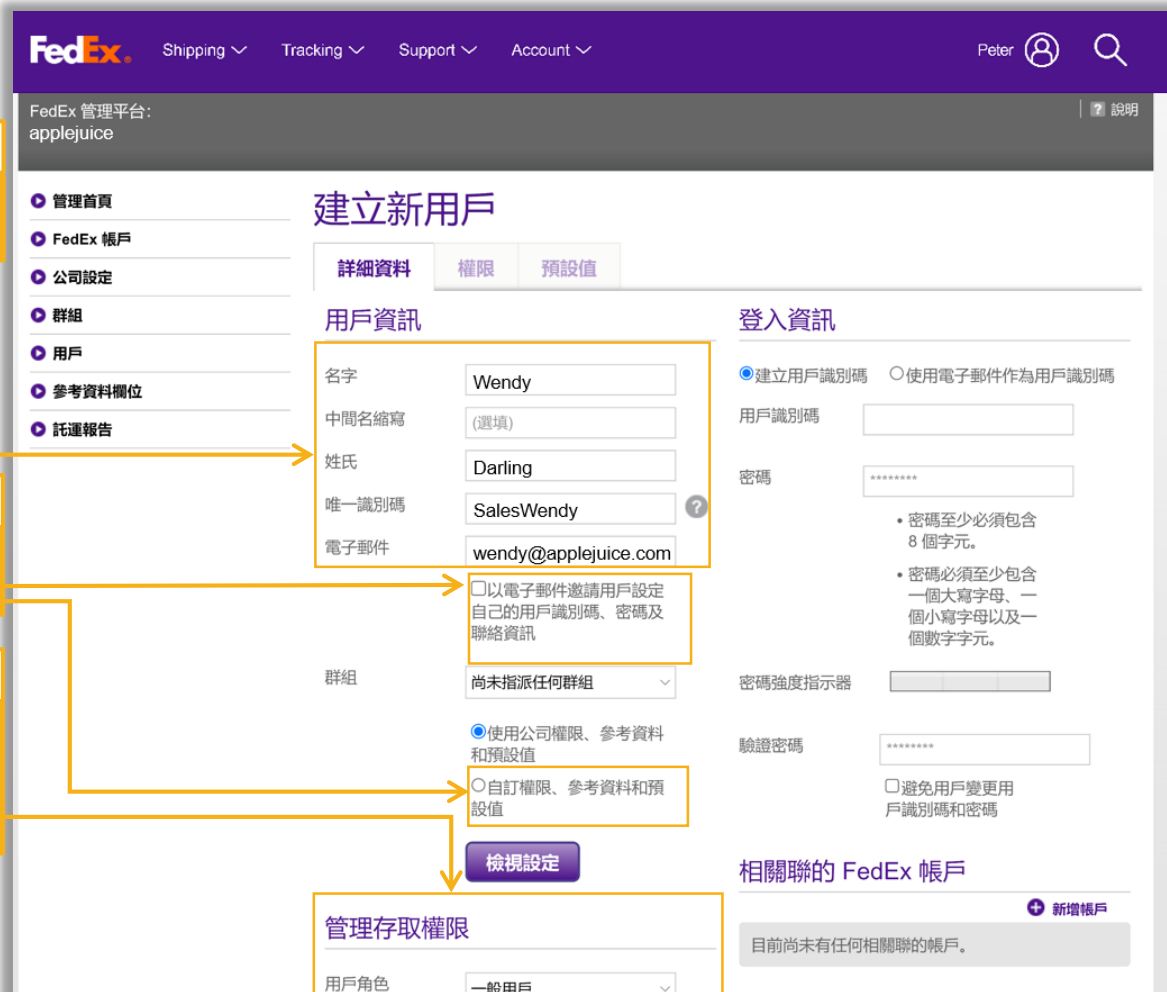 FedEx® Shipping Tracking Support Account Peter
FedEx 管理平台:
applejuice
? 說明
管理首頁
FedEx 帳戶
公司設定
群組
用戶
參考資料欄位
託運報告
建立新用戶
詳細資料 權限 預設值
用戶資訊
名字 Wendy
中間名縮寫 (選填)
姓氏 Darling
唯一識別碼 SalesWendy ?
電子郵件 wendy@applejuice.com
以電子郵件邀請用戶設定
自己的用戶識別碼、密碼及
聯絡資訊
群組 尚未指派任何群組
使用公司權限、參考資料
和預設值
自訂權限、參考資料和預
設值
檢視設定
管理存取權限
用戶角色 一般用戶
登入資訊
建立用戶識別碼 使用電子郵件作為用戶識別碼
用戶識別碼
密碼 ********
• 密碼至少必須包含
8 個字元。
• 密碼必須至少包含
一個大寫字母、一
個小寫字母以及一
個數字字元。
密碼強度指示器
驗證密碼 ********
避免用戶變更用
戶識別碼和密碼
相關聯的 FedEx 帳戶
新增帳戶
目前尚未有任何相關聯的帳戶。